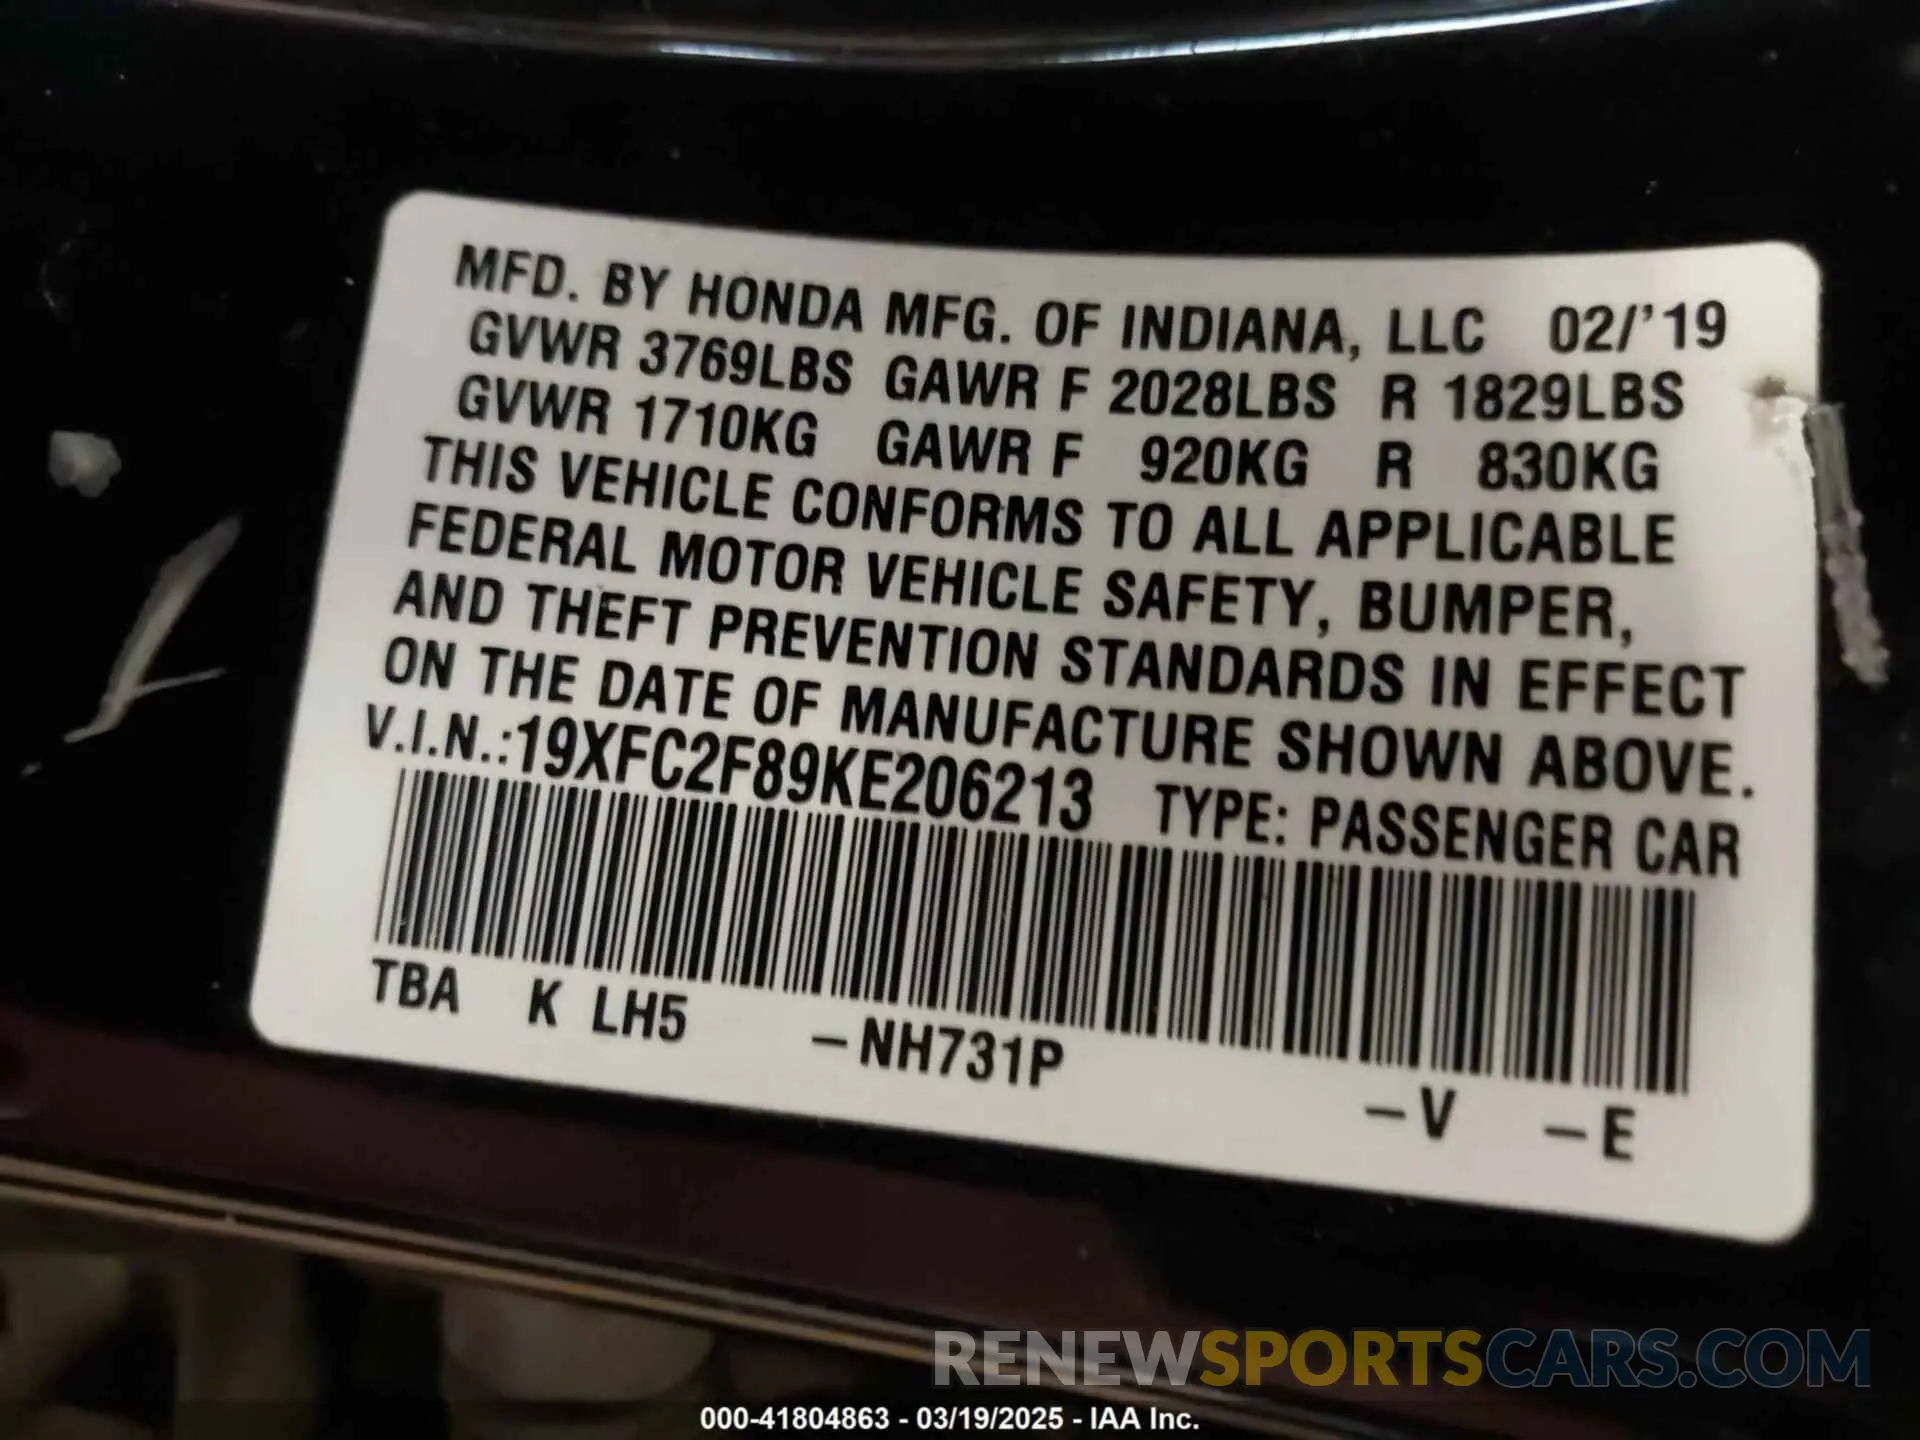 MFD. BY HONDA MFG. OF INDIANA, LLC 02/'19
GVWR 3769LBS GAWR F 2028LBS R 1829LBS
GVWR 1710KG GAWR F 920KG R 830KG
THIS VEHICLE CONFORMS TO ALL APPLICABLE
FEDERAL MOTOR VEHICLE SAFETY, BUMPER,
AND THEFT PREVENTION STANDARDS IN EFFECT
ON THE DATE OF MANUFACTURE SHOWN ABOVE.
V.I.N.:19XFC2F89KE206213 TYPE: PASSENGER CAR
TBA K LH5 –NH731P –V –E
RENEWSPORTSCARS.COM
000-41804863 - 03/19/2025 - IAA Inc.